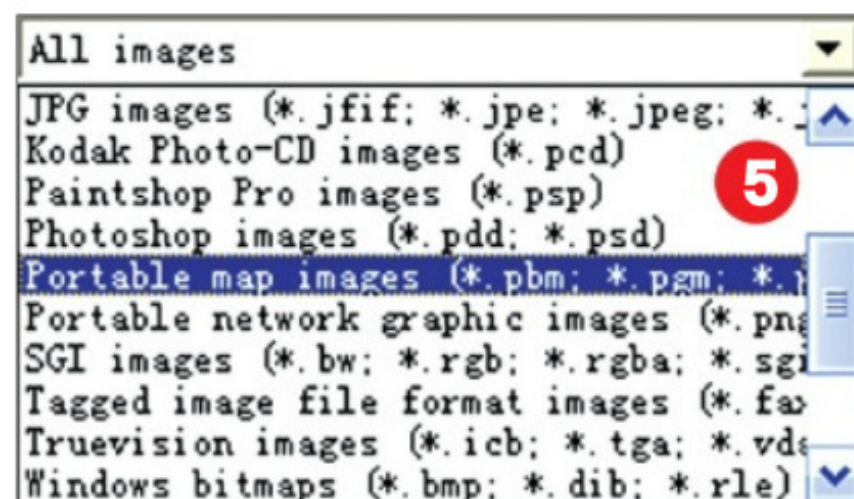 All images
JPG images (*.jfif; *.jpe; *.jpeg; *.
Kodak Photo-CD images (*.pcd)
5
Paintshop Pro images (*.psp)
Photoshop images (*.pdd; *.psd)
Portable map images (*.pbm; *.pgm; *.
Portable network graphic images (*.png
SGI images (*.bw; *.rgb; *.rgba; *.sgi
Tagged image file format images (*.fax
Truevision images (*.icb; *.tga; *.vda
Windows bitmaps (*.bmp; *.dib; *.rle)